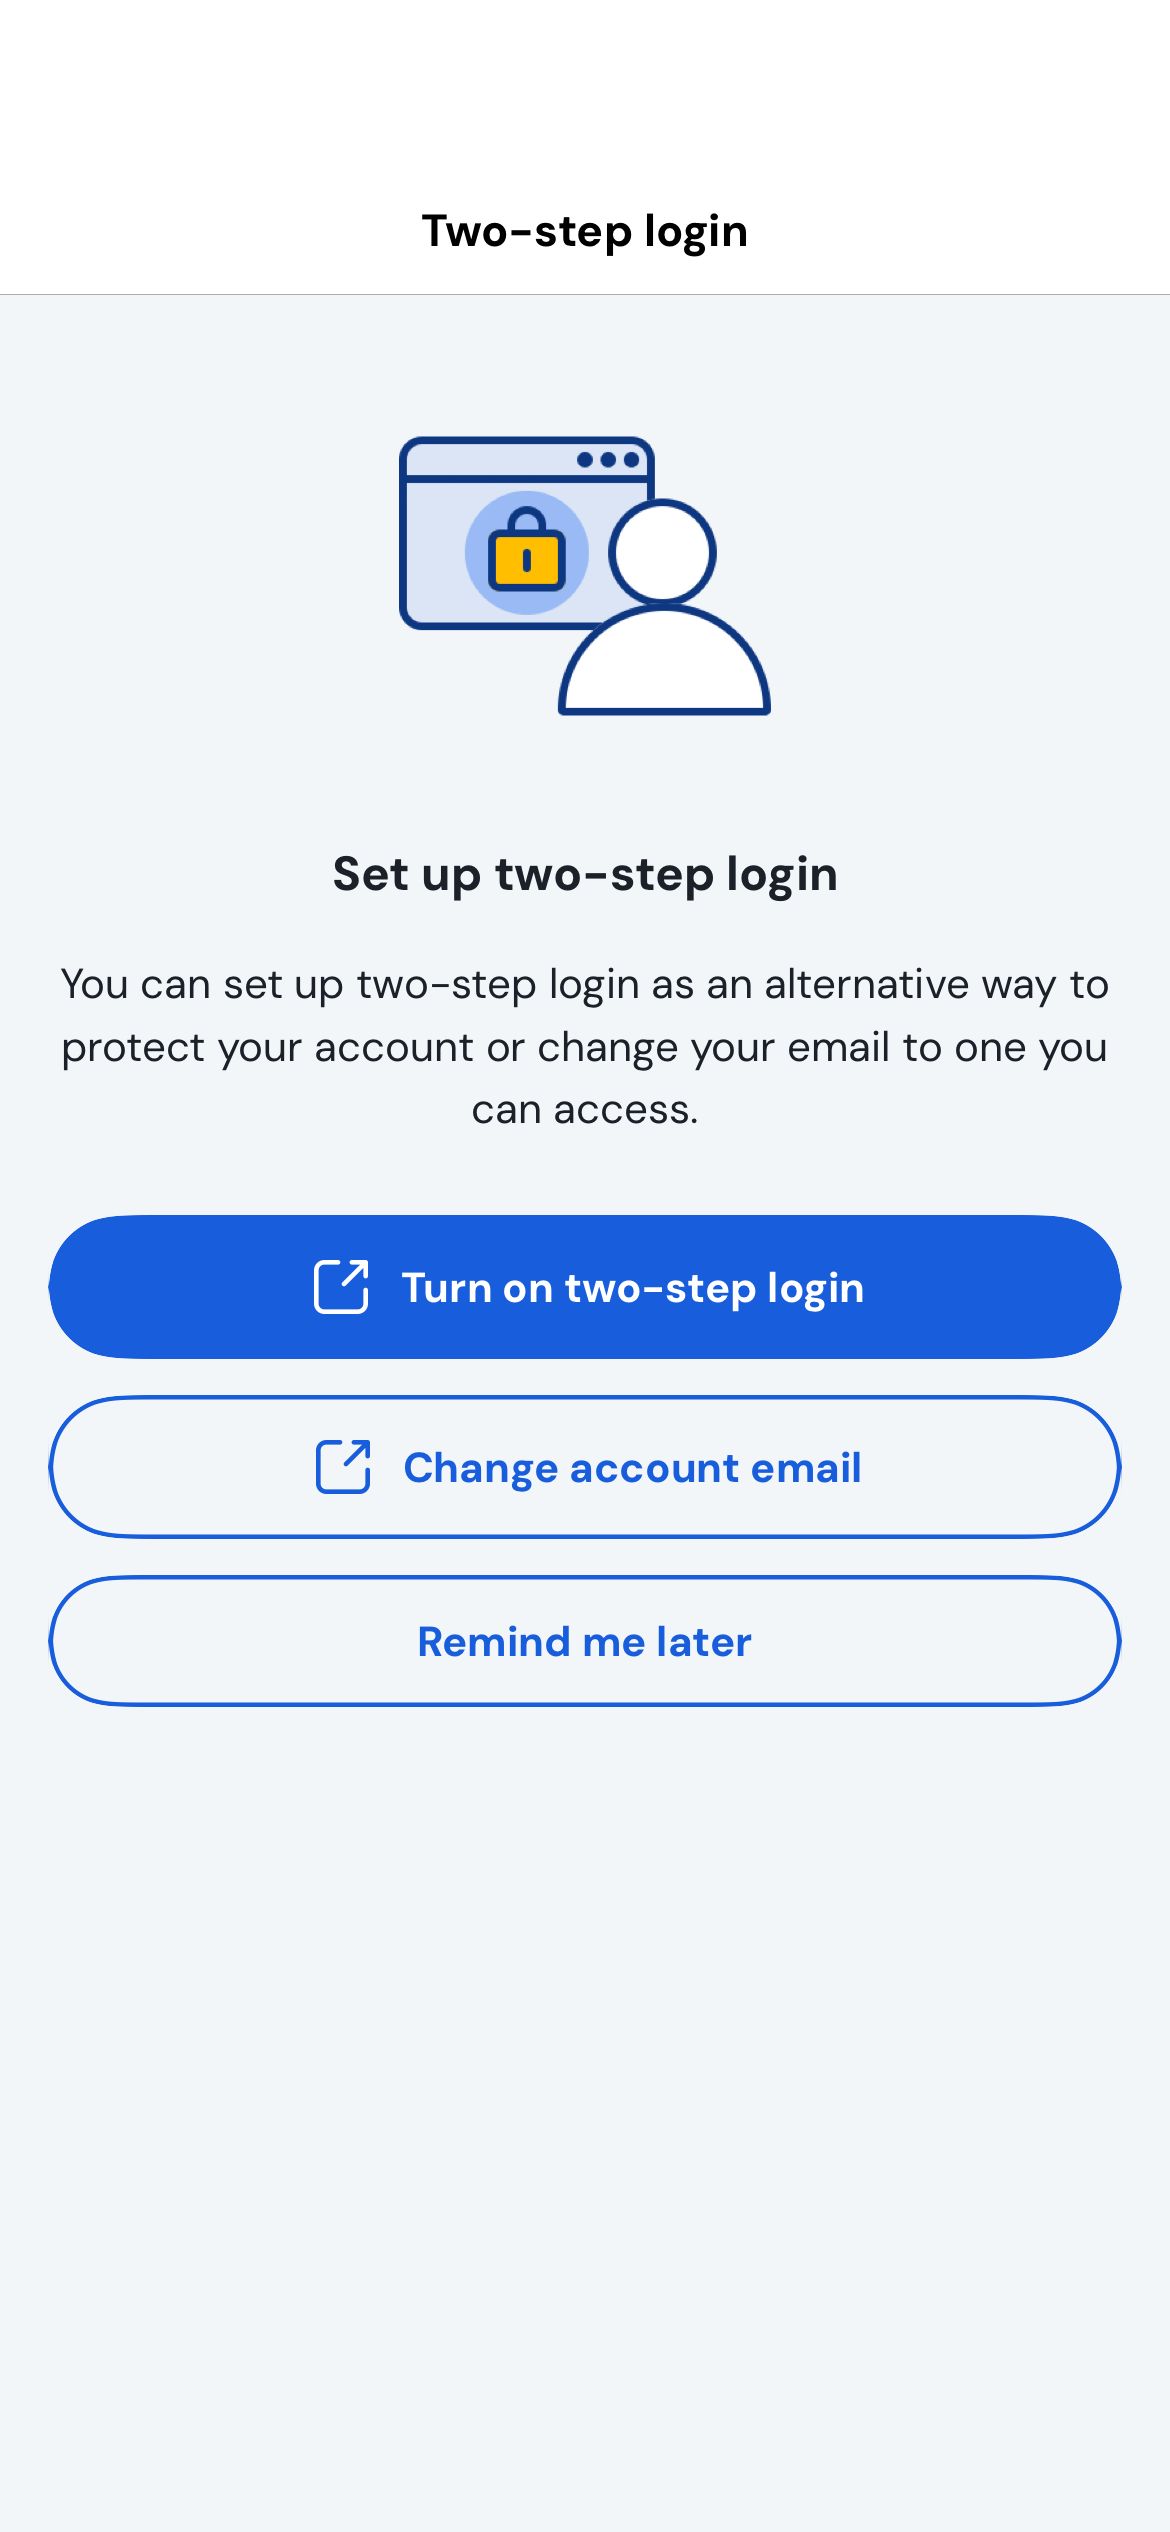 Two-step login
Set up two-step login
You can set up two-step login as an alternative way to
protect your account or change your email to one you
can access.
Turn on two-step login
Change account email
Remind me later